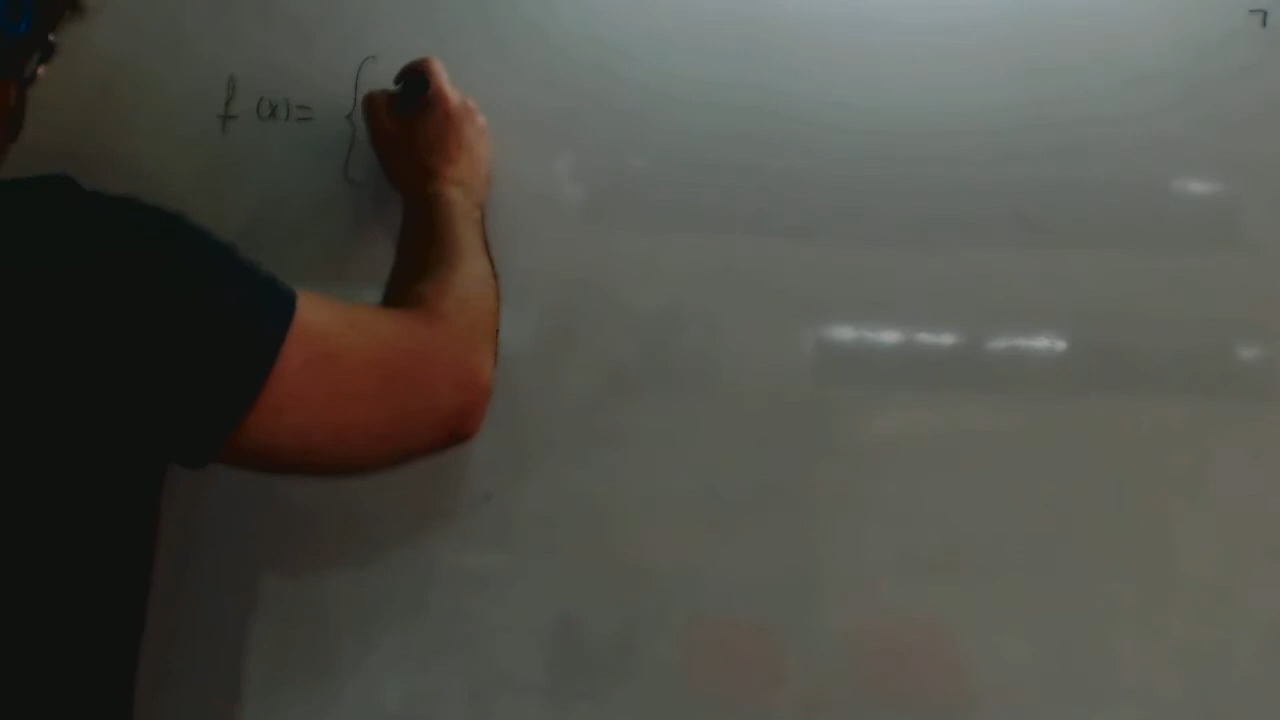 f (x) = {